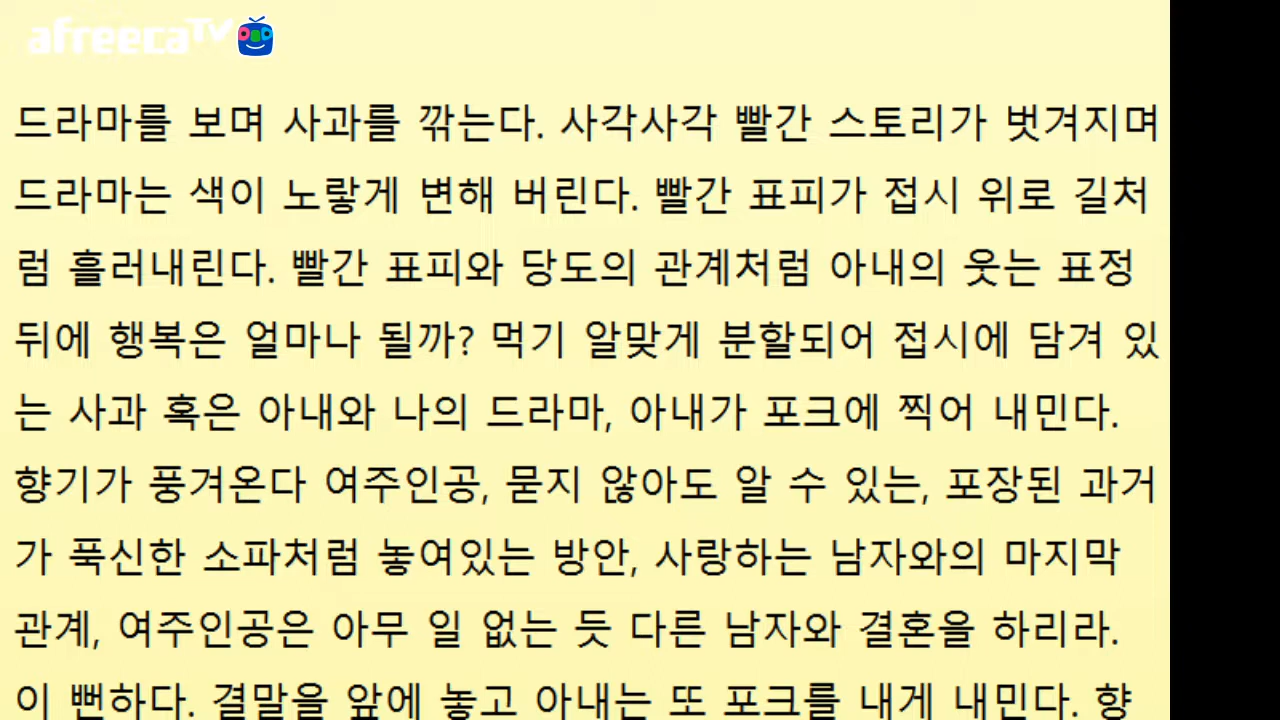 afreecaTV
드라마를 보며 사과를 깎는다. 사각사각 빨간 스토리가 벗겨지며
드라마는 색이 노랗게 변해 버린다. 빨간 표피가 접시 위로 길처
럼 흘러내린다. 빨간 표피와 당도의 관계처럼 아내의 웃는 표정
뒤에 행복은 얼마나 될까? 먹기 알맞게 분할되어 접시에 담겨 있
는 사과 혹은 아내와 나의 드라마, 아내가 포크에 찍어 내민다.
향기가 풍겨온다 여주인공, 묻지 않아도 알 수 있는, 포장된 과거
가 푹신한 소파처럼 놓여있는 방안, 사랑하는 남자와의 마지막
관계, 여주인공은 아무 일 없는 듯 다른 남자와 결혼을 하리라.
이 뻔하다. 결말을 앞에 놓고 아내는 또 포크를 내게 내민다. 향